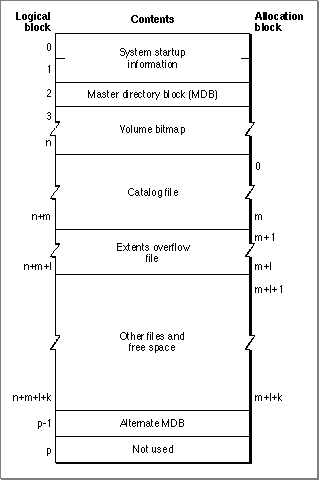 Logical block Contents Allocation block
0
System startup information
1
2 Master directory block (MDB)
3
Volume bitmap
n
0
Catalog file
n+m m
m+1
Extents overflow file
n+m+l m+l
m+l+1
Other files and free space
n+m+l+k m+l+k
p-1 Alternate MDB
p Not used